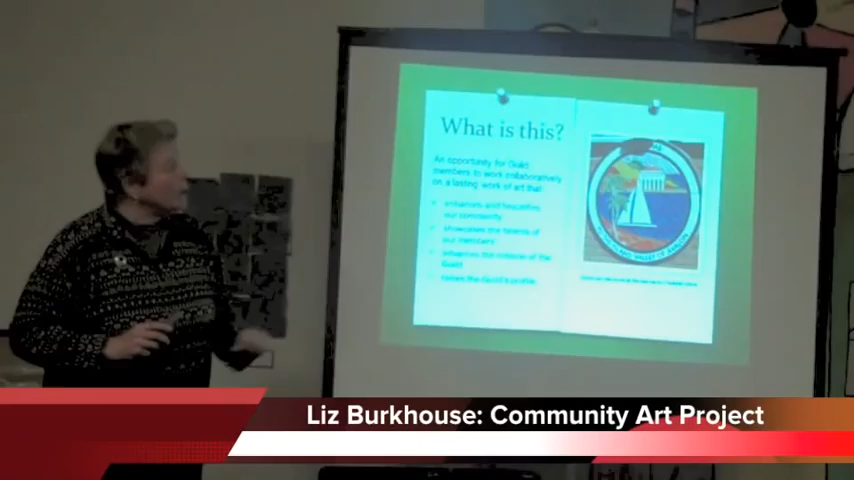 What is this?
An opportunity for Guild
members to work collaboratively
on a lasting work of art that:
enhances and beautifies
our community
showcases the talents of
our members
influences the mission of the
Guild
raises the Guild's profile
Liz Burkhouse: Community Art Project